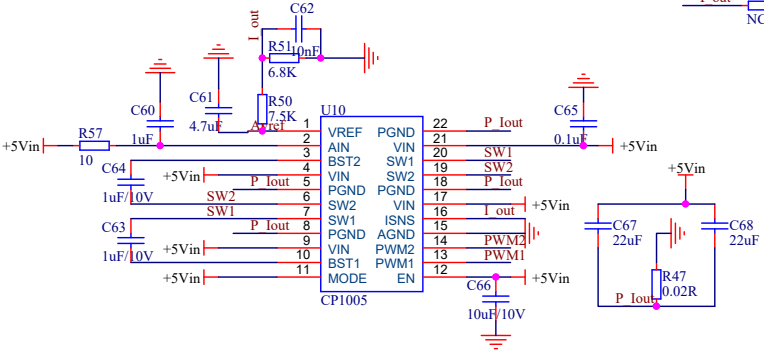 I_out
C62
R51
10nF
6.8K
I_out
NC
C60
1uF
C61
4.7uF
R50
7.5K
Avref
U10
C65
0.1uF
+5Vin
R57
10
1 VREF PGND 22 P_Iout
2 AIN VIN 21 +5Vin
3 BST2 SW1 20 SW1
C64
1uF/10V
+5Vin 4 VIN SW2 19 SW2
P_Iout 5 PGND PGND 18 P_Iout
SW2 6 SW2 VIN 17 +5Vin
SW1 7 SW1 ISNS 16 I_out
C63
1uF/10V
P_Iout 8 PGND AGND 15
+5Vin 9 VIN PWM2 14 PWM2
10 BST1 PWM1 13 PWM1
+5Vin 11 MODE EN 12 +5Vin
CP1005
C66
10uF/10V
+5Vin
C67
22uF
C68
22uF
R47
0.02R
P_Iout